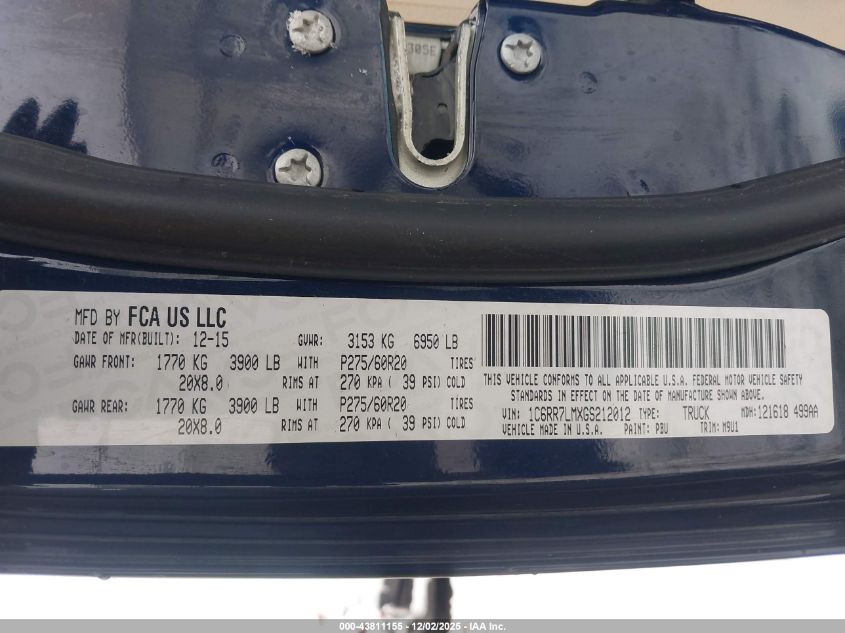 30SE
MFD BY FCA US LLC
DATE OF MFR(BUILT): 12-15 GVWR: 3153 KG 6950 LB
GAWR FRONT: 1770 KG 3900 LB WITH P275/60R20 TIRES
20X8.0 RIMS AT 270 KPA ( 39 PSI) COLD
GAWR REAR: 1770 KG 3900 LB WITH P275/60R20 TIRES
20X8.0 RIMS AT 270 KPA ( 39 PSI) COLD
THIS VEHICLE CONFORMS TO ALL APPLICABLE U.S.A. FEDERAL MOTOR VEHICLE SAFETY
STANDARDS IN EFFECT ON THE DATE OF MANUFACTURE SHOWN ABOVE.
VIN: 1C6RR7LMXGS212012 TYPE: TRUCK MDH: 121618 499AA
VEHICLE MADE IN U.S.A. PAINT: PBU TRIM: M9U1
000-43811155 - 12/02/2025 - © IAA Inc.